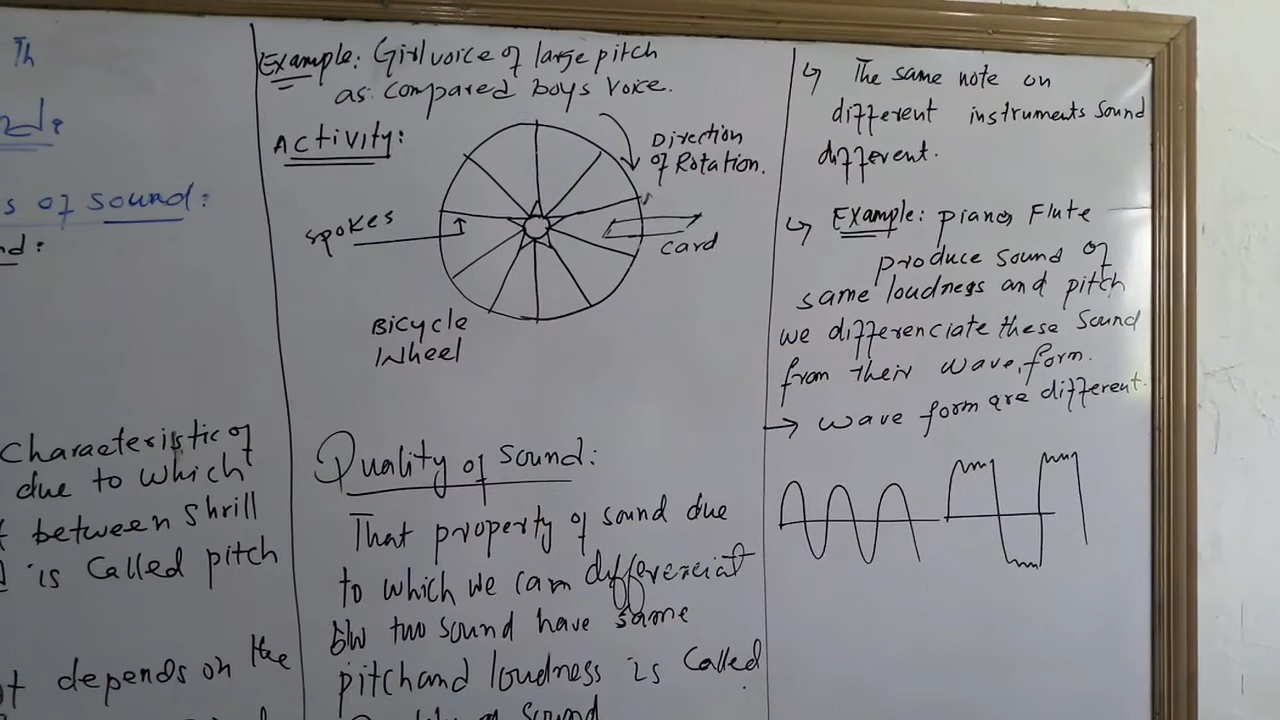 Th
s of sound:
nd:
Characteristic of
due to which
between shrill
is called pitch
depends on the
Example: Girl voice of large pitch
as compared boys voice.
Activity:
Direction
of Rotation.
spokes
card
Bicycle
Wheel
Quality of sound:
That property of sound due
to which we can differenciat
b/w two sound have same
pitch and loudness is called
Quality of sound
↳ The same note on
different instruments sound
different.
↳ Example: piano, Flute
produce sound of
same loudness and pitch
we differenciate these sound
from their wave form.
→ wave form are different.